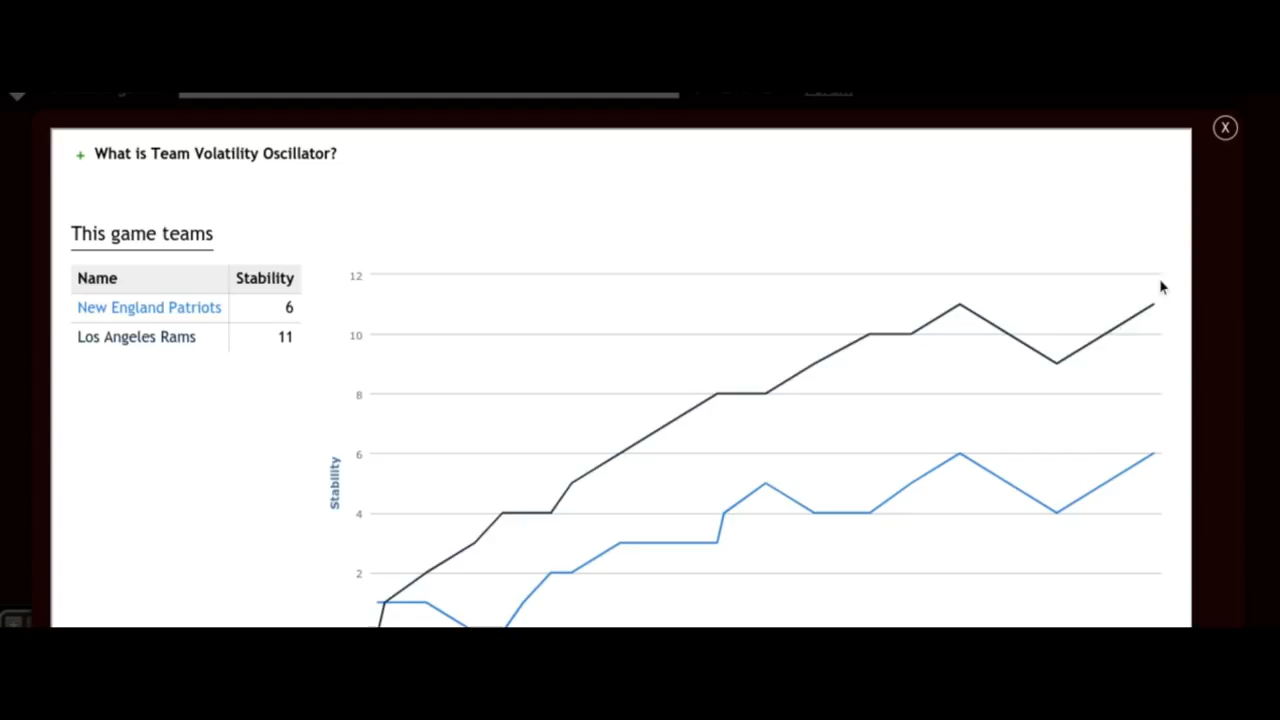 X
+ What is Team Volatility Oscillator?
This game teams
Name Stability
New England Patriots 6
Los Angeles Rams 11
12
10
8
6
4
2
Stability